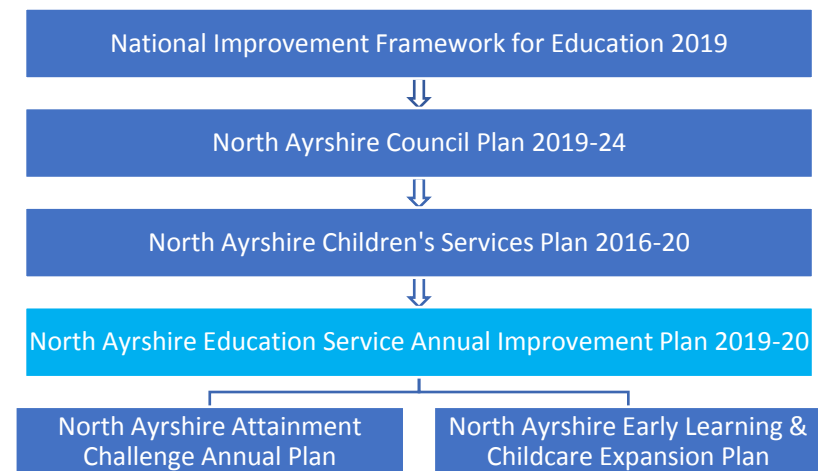 National Improvement Framework for Education 2019
North Ayrshire Council Plan 2019-24
North Ayrshire Children's Services Plan 2016-20
North Ayrshire Education Service Annual Improvement Plan 2019-20
North Ayrshire Attainment
Challenge Annual Plan
North Ayrshire Early Learning &
Childcare Expansion Plan